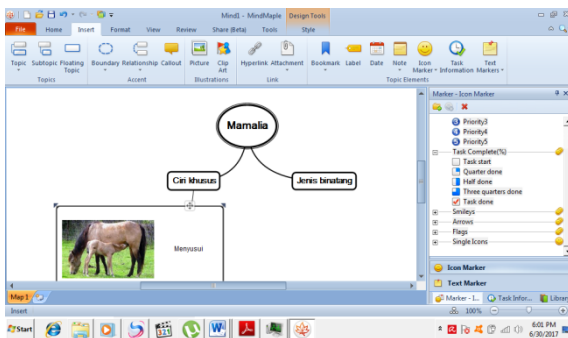 Mind1 - MindMaple Design Tools
File Home Insert Format View Review Share (Beta) Tools Style
Topic Subtopic Floating Topic Boundary Relationship Callout Picture Clip Art Hyperlink Attachment Bookmark Label Date Note Icon Marker Task Information Text Markers
Topics Accent Illustrations Link Topic Elements
Marker - Icon Marker
Priority3
Priority4
Priority5
Task Complete(%)
Task start
Quarter done
Half done
Three quarters done
Task done
Smileys
Arrows
Flags
Single Icons
Icon Marker
Text Marker
Marker - I... Task Infor... Library
Mamalia
Ciri khusus
Jenis binatang
Menyusui
Map 1
Insert 100%
Start 321 6:01 PM
6/30/2017